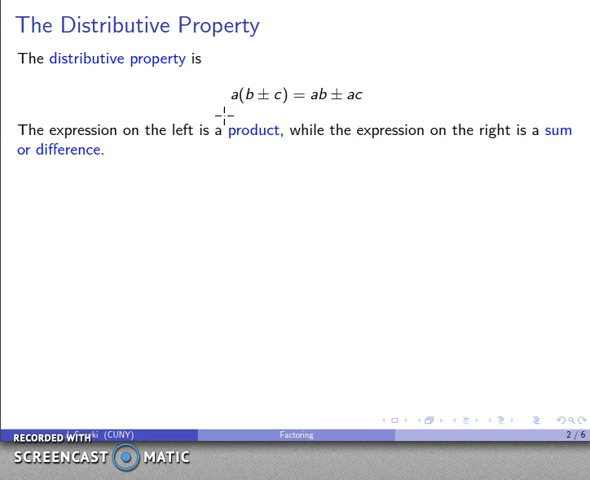 The Distributive Property
The distributive property is
a(b ± c) = ab ± ac
The expression on the left is a product, while the expression on the right is a sum
or difference.
(CUNY) Factoring 2 / 6
RECORDED WITH
SCREENCAST MATIC